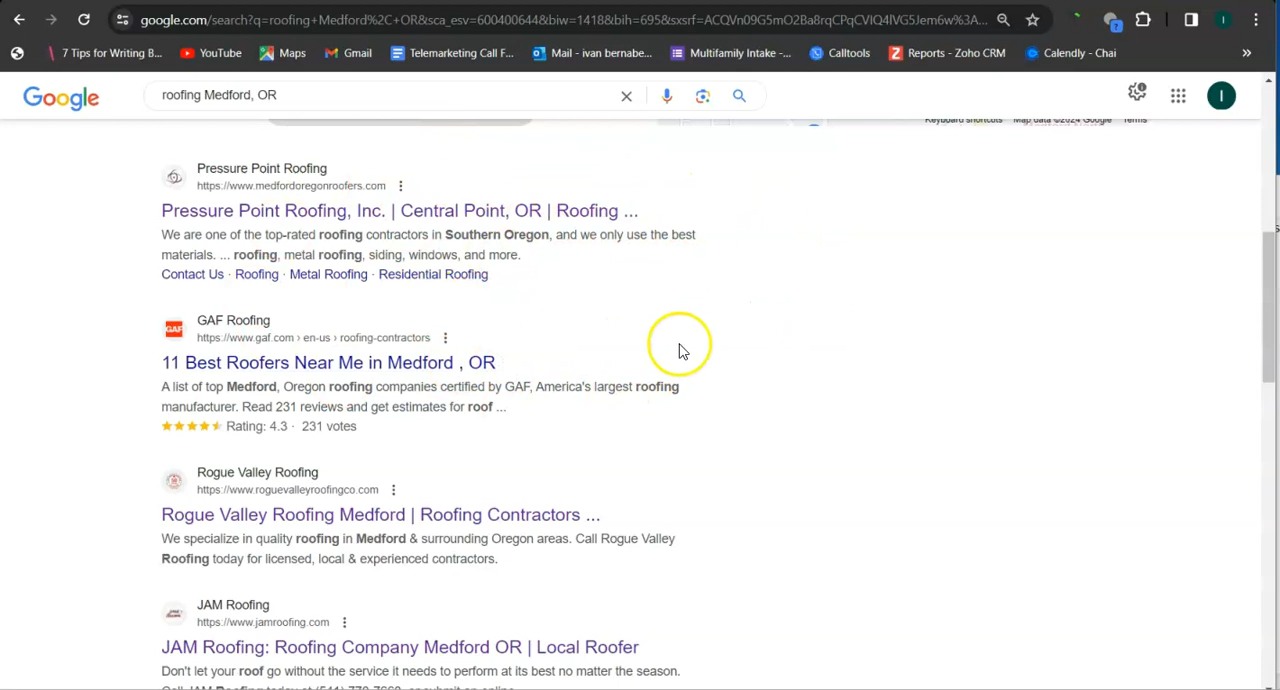 google.com/search?q=roofing+Medford%2C+OR&sca_esv=600400644&biw=1418&bih=695&sxsrf=ACQVn09G5mO2Ba8rqCPqCVIQ4lVG5Jem6w%3A...
7 Tips for Writing B... YouTube Maps Gmail Telemarketing Call F... Mail - ivan bernabe... Multifamily Intake -... Calltools Reports - Zoho CRM Calendly - Chai »
Google roofing Medford, OR I
Keyboard shortcuts Map data ©2024 Google Terms
Pressure Point Roofing
https://www.medfordoregonroofers.com
Pressure Point Roofing, Inc. | Central Point, OR | Roofing ...
We are one of the top-rated roofing contractors in Southern Oregon, and we only use the best
materials. ... roofing, metal roofing, siding, windows, and more.
Contact Us · Roofing · Metal Roofing · Residential Roofing
GAF
GAF Roofing
https://www.gaf.com › en-us › roofing-contractors
11 Best Roofers Near Me in Medford , OR
A list of top Medford, Oregon roofing companies certified by GAF, America's largest roofing
manufacturer. Read 231 reviews and get estimates for roof ...
Rating: 4.3 · 231 votes
Rogue Valley Roofing
https://www.roguevalleyroofingco.com
Rogue Valley Roofing Medford | Roofing Contractors ...
We specialize in quality roofing in Medford & surrounding Oregon areas. Call Rogue Valley
Roofing today for licensed, local & experienced contractors.
JAM Roofing
https://www.jamroofing.com
JAM Roofing: Roofing Company Medford OR | Local Roofer
Don't let your roof go without the service it needs to perform at its best no matter the season.
Call JAM Roofing today at (541)